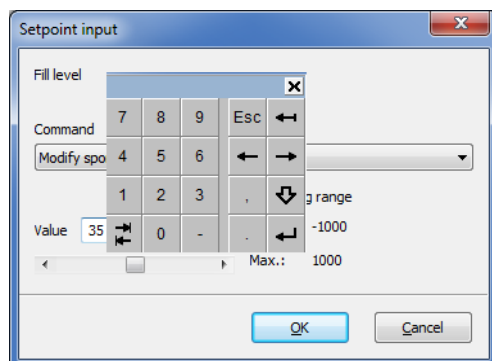 Setpoint input
Fill level
7 8 9 Esc
Command
Modify spo
4 5 6
1 2 3 ,
g range
Value 35
0 - .
-1000
Max.: 1000
OK Cancel